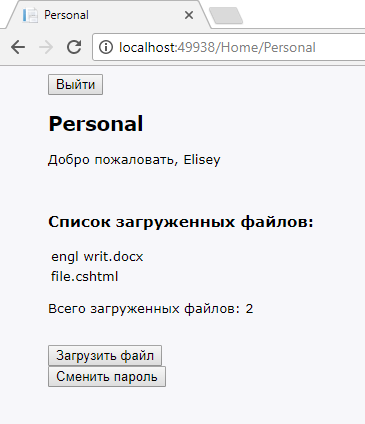 Personal
localhost:49938/Home/Personal
Выйти
Personal
Добро пожаловать, Elisey
Список загруженных файлов:
engl writ.docx
file.cshtml
Всего загруженных файлов: 2
Загрузить файл
Сменить пароль